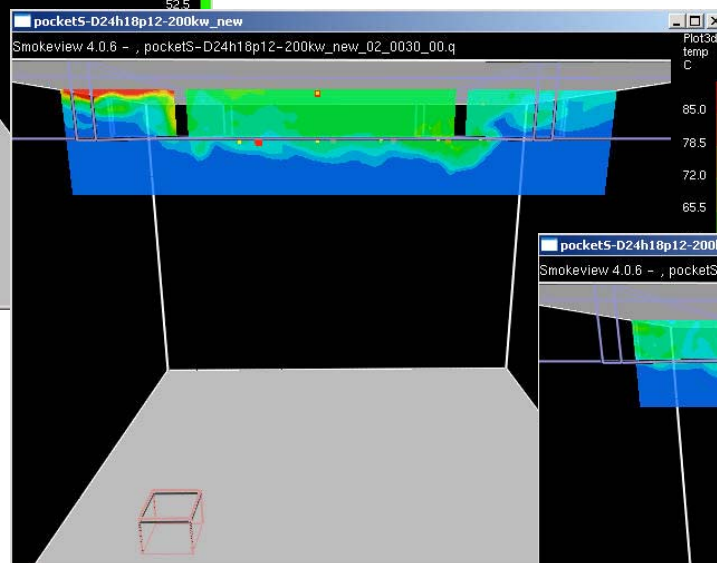 52.5
pocketS-D24h18p12-200kw_new
Smokeview 4.0.6 - , pocketS-D24h18p12-200kw_new_02_0030_00.q
Plot3d
temp
C
85.0
78.5
72.0
65.5
pocketS-D24h18p12-200
Smokeview 4.0.6 - , pocketS